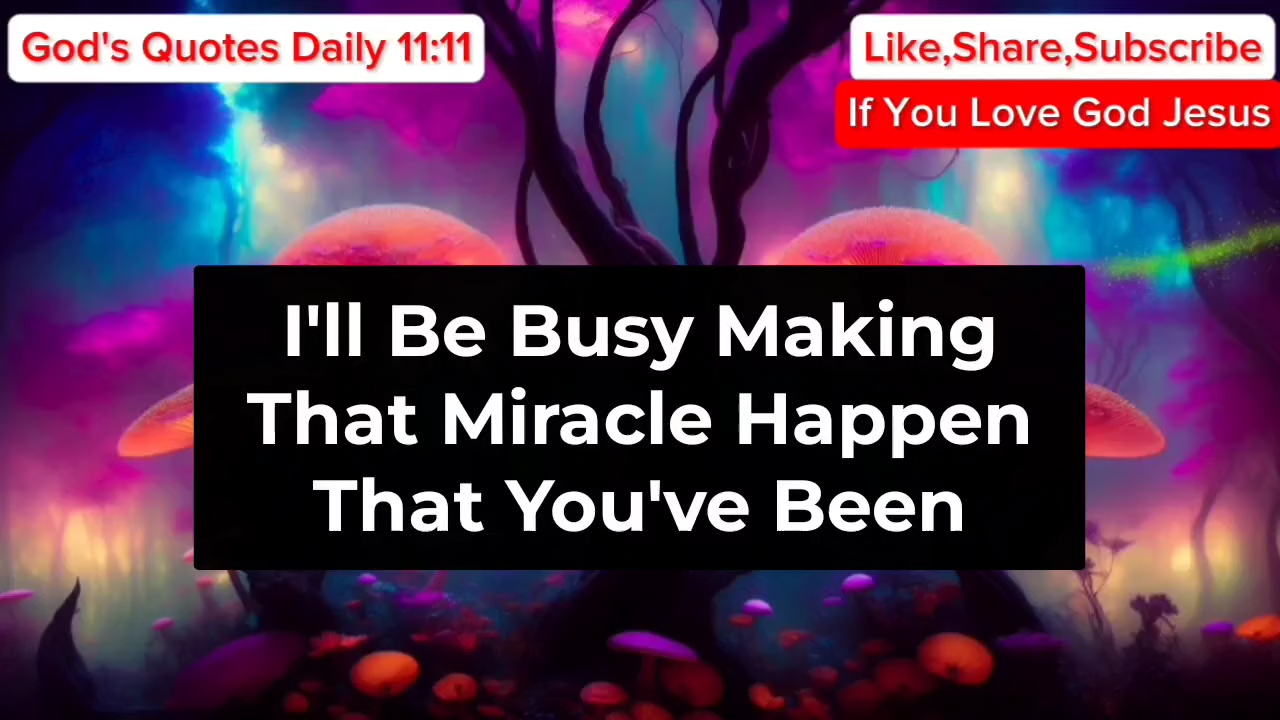 God's Quotes Daily 11:11
Like,Share,Subscribe
If You Love God Jesus
I'll Be Busy Making
That Miracle Happen
That You've Been